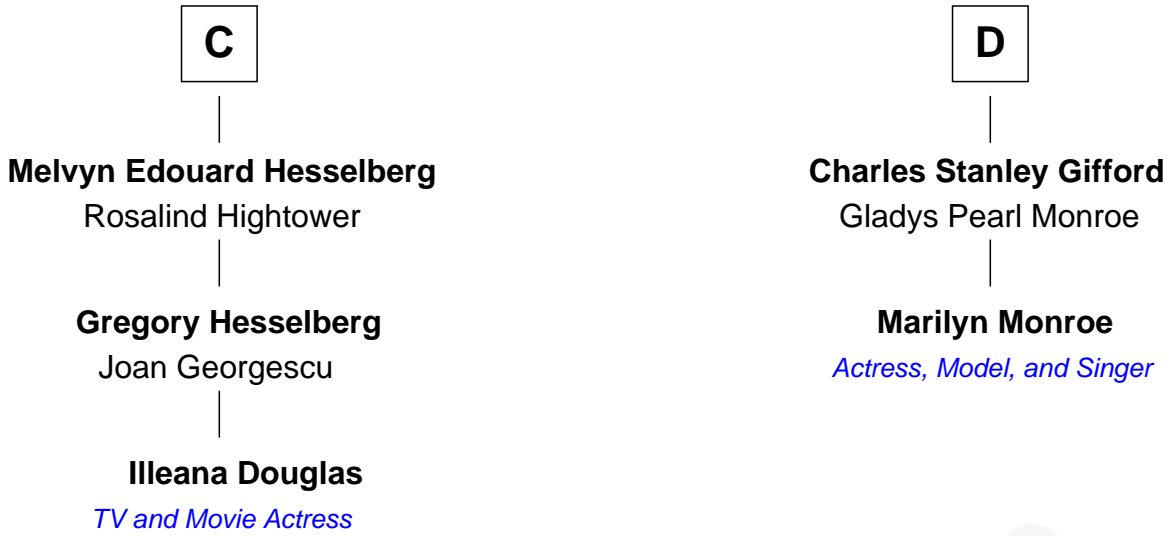 C
Melvyn Edouard Hesselberg
Rosalind Hightower
Gregory Hesselberg
Joan Georgescu
Illeana Douglas
TV and Movie Actress
D
Charles Stanley Gifford
Gladys Pearl Monroe
Marilyn Monroe
Actress, Model, and Singer